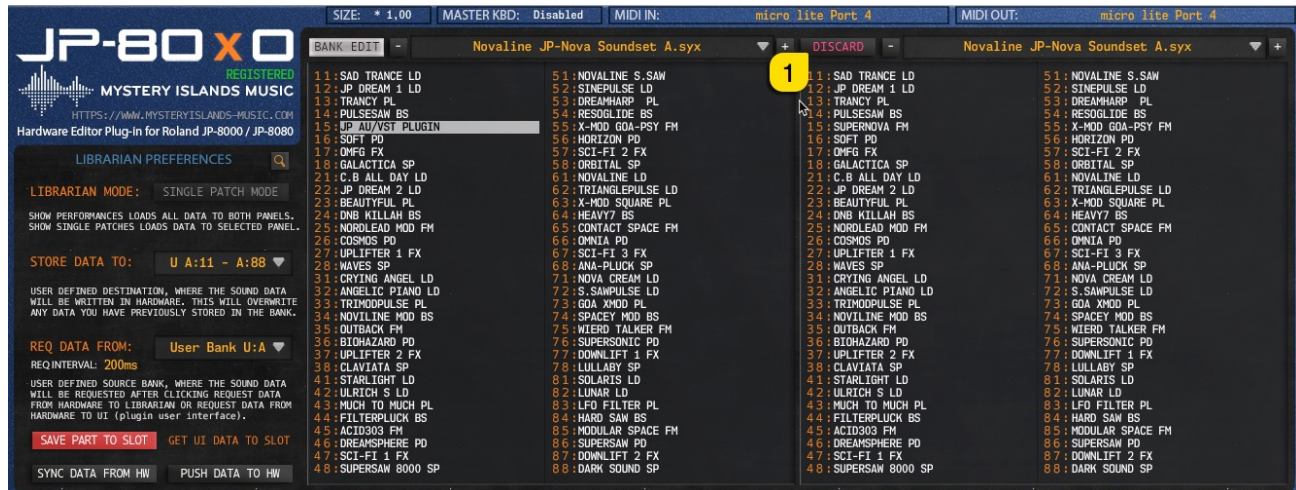 SIZE: * 1,00 MASTER KBD: Disabled MIDI IN: micro lite Port 4 MIDI OUT: micro lite Port 4
JP-80X0
REGISTERED
MYSTERY ISLANDS MUSIC
HTTPS://WWW.MYSTERYISLANDS-MUSIC.COM
Hardware Editor Plug-in for Roland JP-8000 / JP-8080
LIBRARIAN PREFERENCES
LIBRARIAN MODE: SINGLE PATCH MODE
SHOW PERFORMANCES LOADS ALL DATA TO BOTH PANELS.
SHOW SINGLE PATCHES LOADS DATA TO SELECTED PANEL.
STORE DATA TO: U A:11 - A:88
USER DEFINED DESTINATION, WHERE THE SOUND DATA
WILL BE WRITTEN IN HARDWARE. THIS WILL OVERWRITE
ANY DATA YOU HAVE PREVIOUSLY STORED IN THE BANK.
REQ DATA FROM: User Bank U:A
REQ INTERVAL: 200ms
USER DEFINED SOURCE BANK, WHERE THE SOUND DATA
WILL BE REQUESTED AFTER CLICKING REQUEST DATA
FROM HARDWARE TO LIBRARIAN OR REQUEST DATA FROM
HARDWARE TO UI (plugin user interface).
SAVE PART TO SLOT GET UI DATA TO SLOT
SYNC DATA FROM HW PUSH DATA TO HW
BANK EDIT - Novaline JP-Nova Soundset A.syx +
11:SAD TRANCE LD
12:JP DREAM 1 LD
13:TRANCY PL
14:PULSESAW BS
15:JP AU/VST PLUGIN
16:SOFT PD
17:OMFG FX
18:GALACTICA SP
21:C.B ALL DAY LD
22:JP DREAM 2 LD
23:BEAUTYFUL PL
24:DNB KILLAH BS
25:NORDLEAD MOD FM
26:COSMOS PD
27:UPLIFTER 1 FX
28:WAVES SP
31:CRYING ANGEL LD
32:ANGELIC PIANO LD
33:TRIMODPULSE PL
34:NOVILINE MOD BS
35:OUTBACK FM
36:BIOHAZARD PD
37:UPLIFTER 2 FX
38:CLAVIATA SP
41:STARLIGHT LD
42:ULRICH S LD
43:MUCH TO MUCH PL
44:FILTERPLUCK BS
45:ACID303 FM
46:DREAMSPHERE PD
47:SCI-FI 1 FX
48:SUPERSAW 8000 SP
51:NOVALINE S.SAW
52:SINEPULSE LD
53:DREAMHARP PL
54:RESOGLIDE BS
55:X-MOD GOA-PSY FM
56:HORIZON PD
57:SCI-FI 2 FX
58:ORBITAL SP
61:NOVALINE LD
62:TRIANGLEPULSE LD
63:X-MOD SQUARE PL
64:HEAVY7 BS
65:CONTACT SPACE FM
66:OMNIA PD
67:SCI-FI 3 FX
68:ANA-PLUCK SP
71:NOVA CREAM LD
72:S.SAWPULSE LD
73:GOA XMOD PL
74:SPACEY MOD BS
75:WIERD TALKER FM
76:SUPERSONIC PD
77:DOWNLIFT 1 FX
78:LULLABY SP
81:SOLARIS LD
82:LUNAR LD
83:LFO FILTER PL
84:HARD SAW BS
85:MODULAR SPACE FM
86:SUPERSAW PD
87:DOWNLIFT 2 FX
88:DARK SOUND SP
1
DISCARD - Novaline JP-Nova Soundset A.syx +
11:SAD TRANCE LD
12:JP DREAM 1 LD
13:TRANCY PL
14:PULSESAW BS
15:SUPERNOVA FM
16:SOFT PD
17:OMFG FX
18:GALACTICA SP
21:C.B ALL DAY LD
22:JP DREAM 2 LD
23:BEAUTYFUL PL
24:DNB KILLAH BS
25:NORDLEAD MOD FM
26:COSMOS PD
27:UPLIFTER 1 FX
28:WAVES SP
31:CRYING ANGEL LD
32:ANGELIC PIANO LD
33:TRIMODPULSE PL
34:NOVILINE MOD BS
35:OUTBACK FM
36:BIOHAZARD PD
37:UPLIFTER 2 FX
38:CLAVIATA SP
41:STARLIGHT LD
42:ULRICH S LD
43:MUCH TO MUCH PL
44:FILTERPLUCK BS
45:ACID303 FM
46:DREAMSPHERE PD
47:SCI-FI 1 FX
48:SUPERSAW 8000 SP
51:NOVALINE S.SAW
52:SINEPULSE LD
53:DREAMHARP PL
54:RESOGLIDE BS
55:X-MOD GOA-PSY FM
56:HORIZON PD
57:SCI-FI 2 FX
58:ORBITAL SP
61:NOVALINE LD
62:TRIANGLEPULSE LD
63:X-MOD SQUARE PL
64:HEAVY7 BS
65:CONTACT SPACE FM
66:OMNIA PD
67:SCI-FI 3 FX
68:ANA-PLUCK SP
71:NOVA CREAM LD
72:S.SAWPULSE LD
73:GOA XMOD PL
74:SPACEY MOD BS
75:WIERD TALKER FM
76:SUPERSONIC PD
77:DOWNLIFT 1 FX
78:LULLABY SP
81:SOLARIS LD
82:LUNAR LD
83:LFO FILTER PL
84:HARD SAW BS
85:MODULAR SPACE FM
86:SUPERSAW PD
87:DOWNLIFT 2 FX
88:DARK SOUND SP